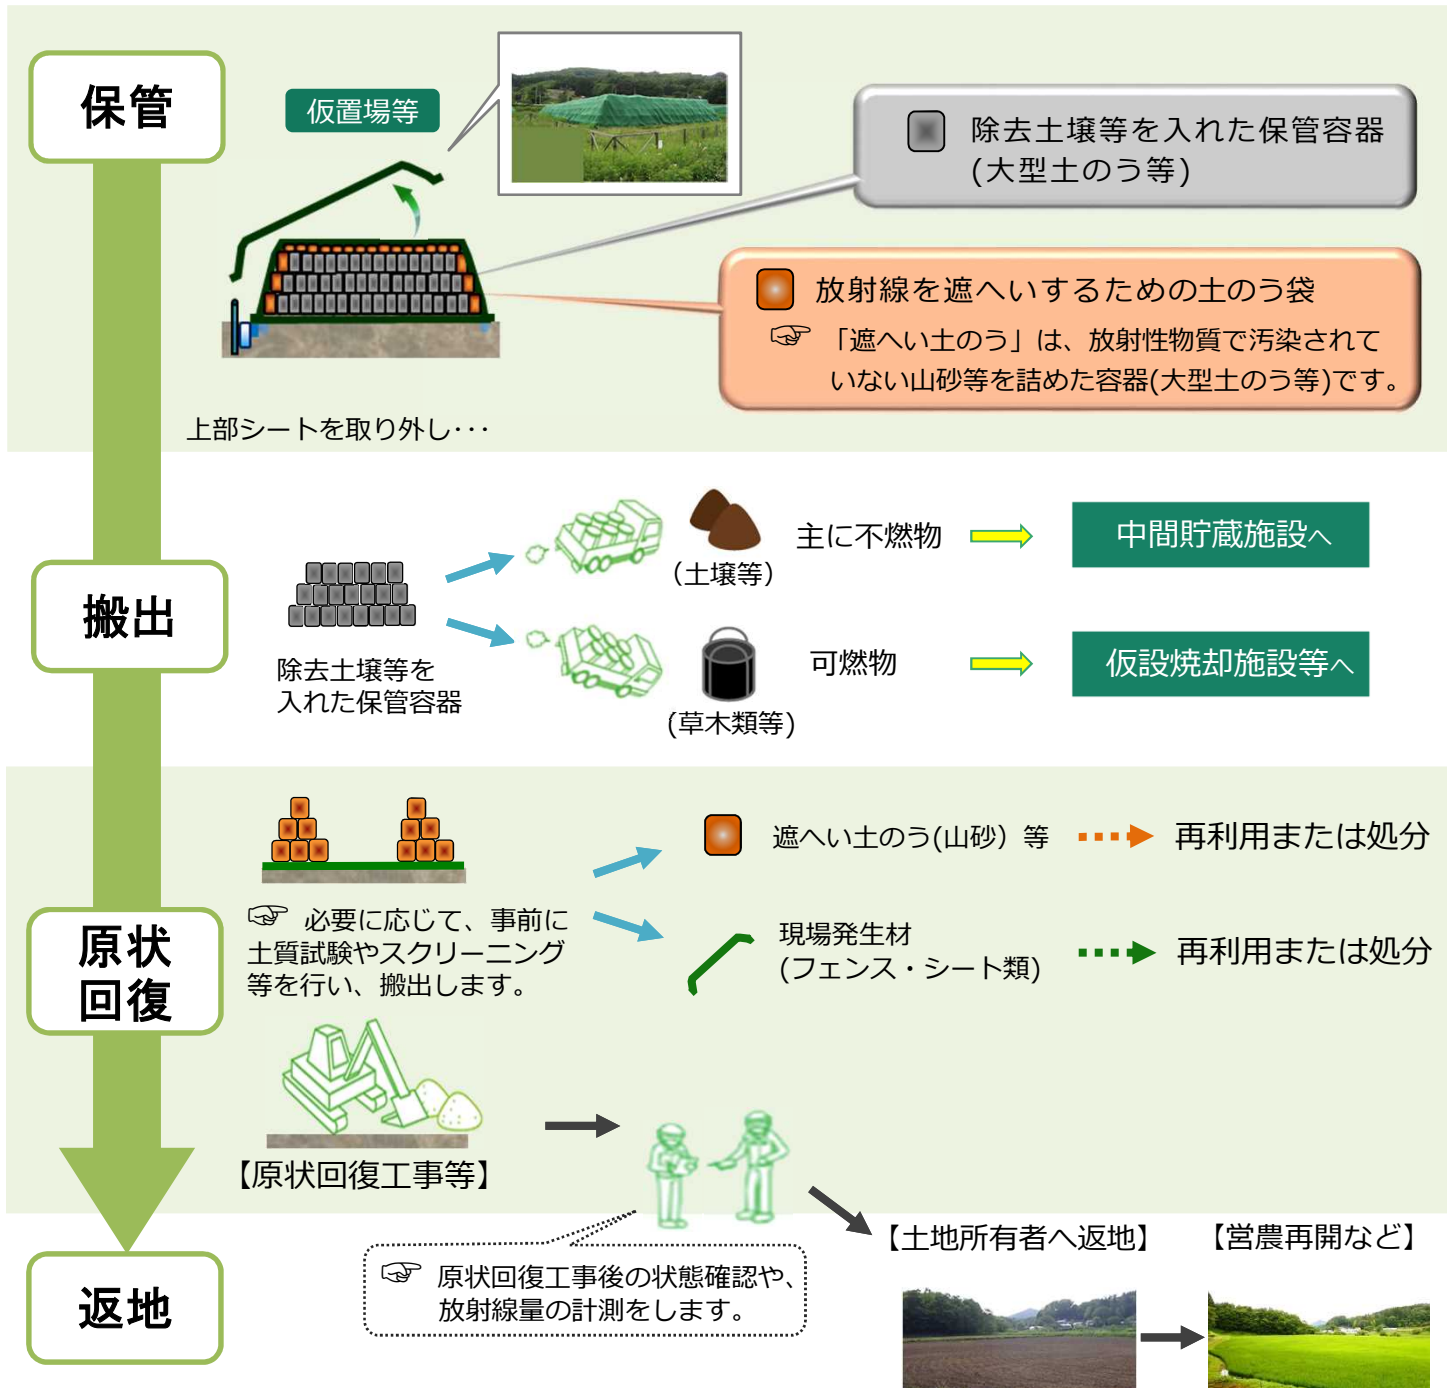 保管
仮置場等
除去土壌等を入れた保管容器
(大型土のう等)
放射線を遮へいするための土のう袋
☞ 「遮へい土のう」は、放射性物質で汚染されて
いない山砂等を詰めた容器(大型土のう等)です。
上部シートを取り外し･･･
搬出
除去土壌等を
入れた保管容器
(土壌等)
主に不燃物
中間貯蔵施設へ
(草木類等)
可燃物
仮設焼却施設等へ
原状
回復
☞ 必要に応じて、事前に
土質試験やスクリーニング
等を行い、搬出します。
遮へい土のう(山砂）等
再利用または処分
現場発生材
(フェンス・シート類)
再利用または処分
【原状回復工事等】
☞ 原状回復工事後の状態確認や、
放射線量の計測をします。
返地
【土地所有者へ返地】
【営農再開など】